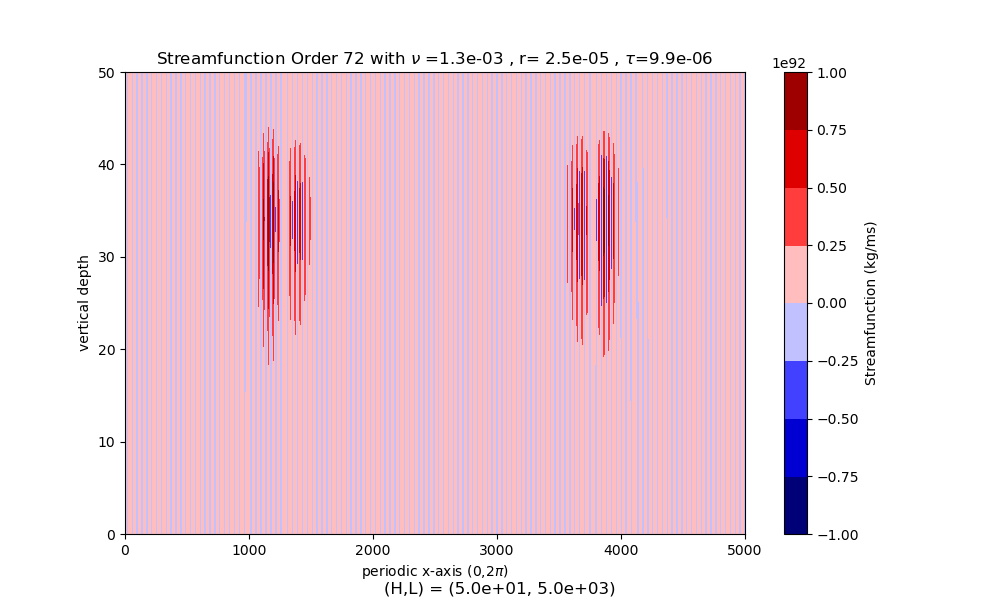 Streamfunction Order 72 with ν =1.3e-03 , r= 2.5e-05 , τ=9.9e-06
1e92
50
40
30
20
10
0
vertical depth
0 1000 2000 3000 4000 5000
periodic x-axis (0,2π)
(H,L) = (5.0e+01, 5.0e+03)
1.00
0.75
0.50
0.25
0.00
−0.25
−0.50
−0.75
−1.00
Streamfunction (kg/ms)